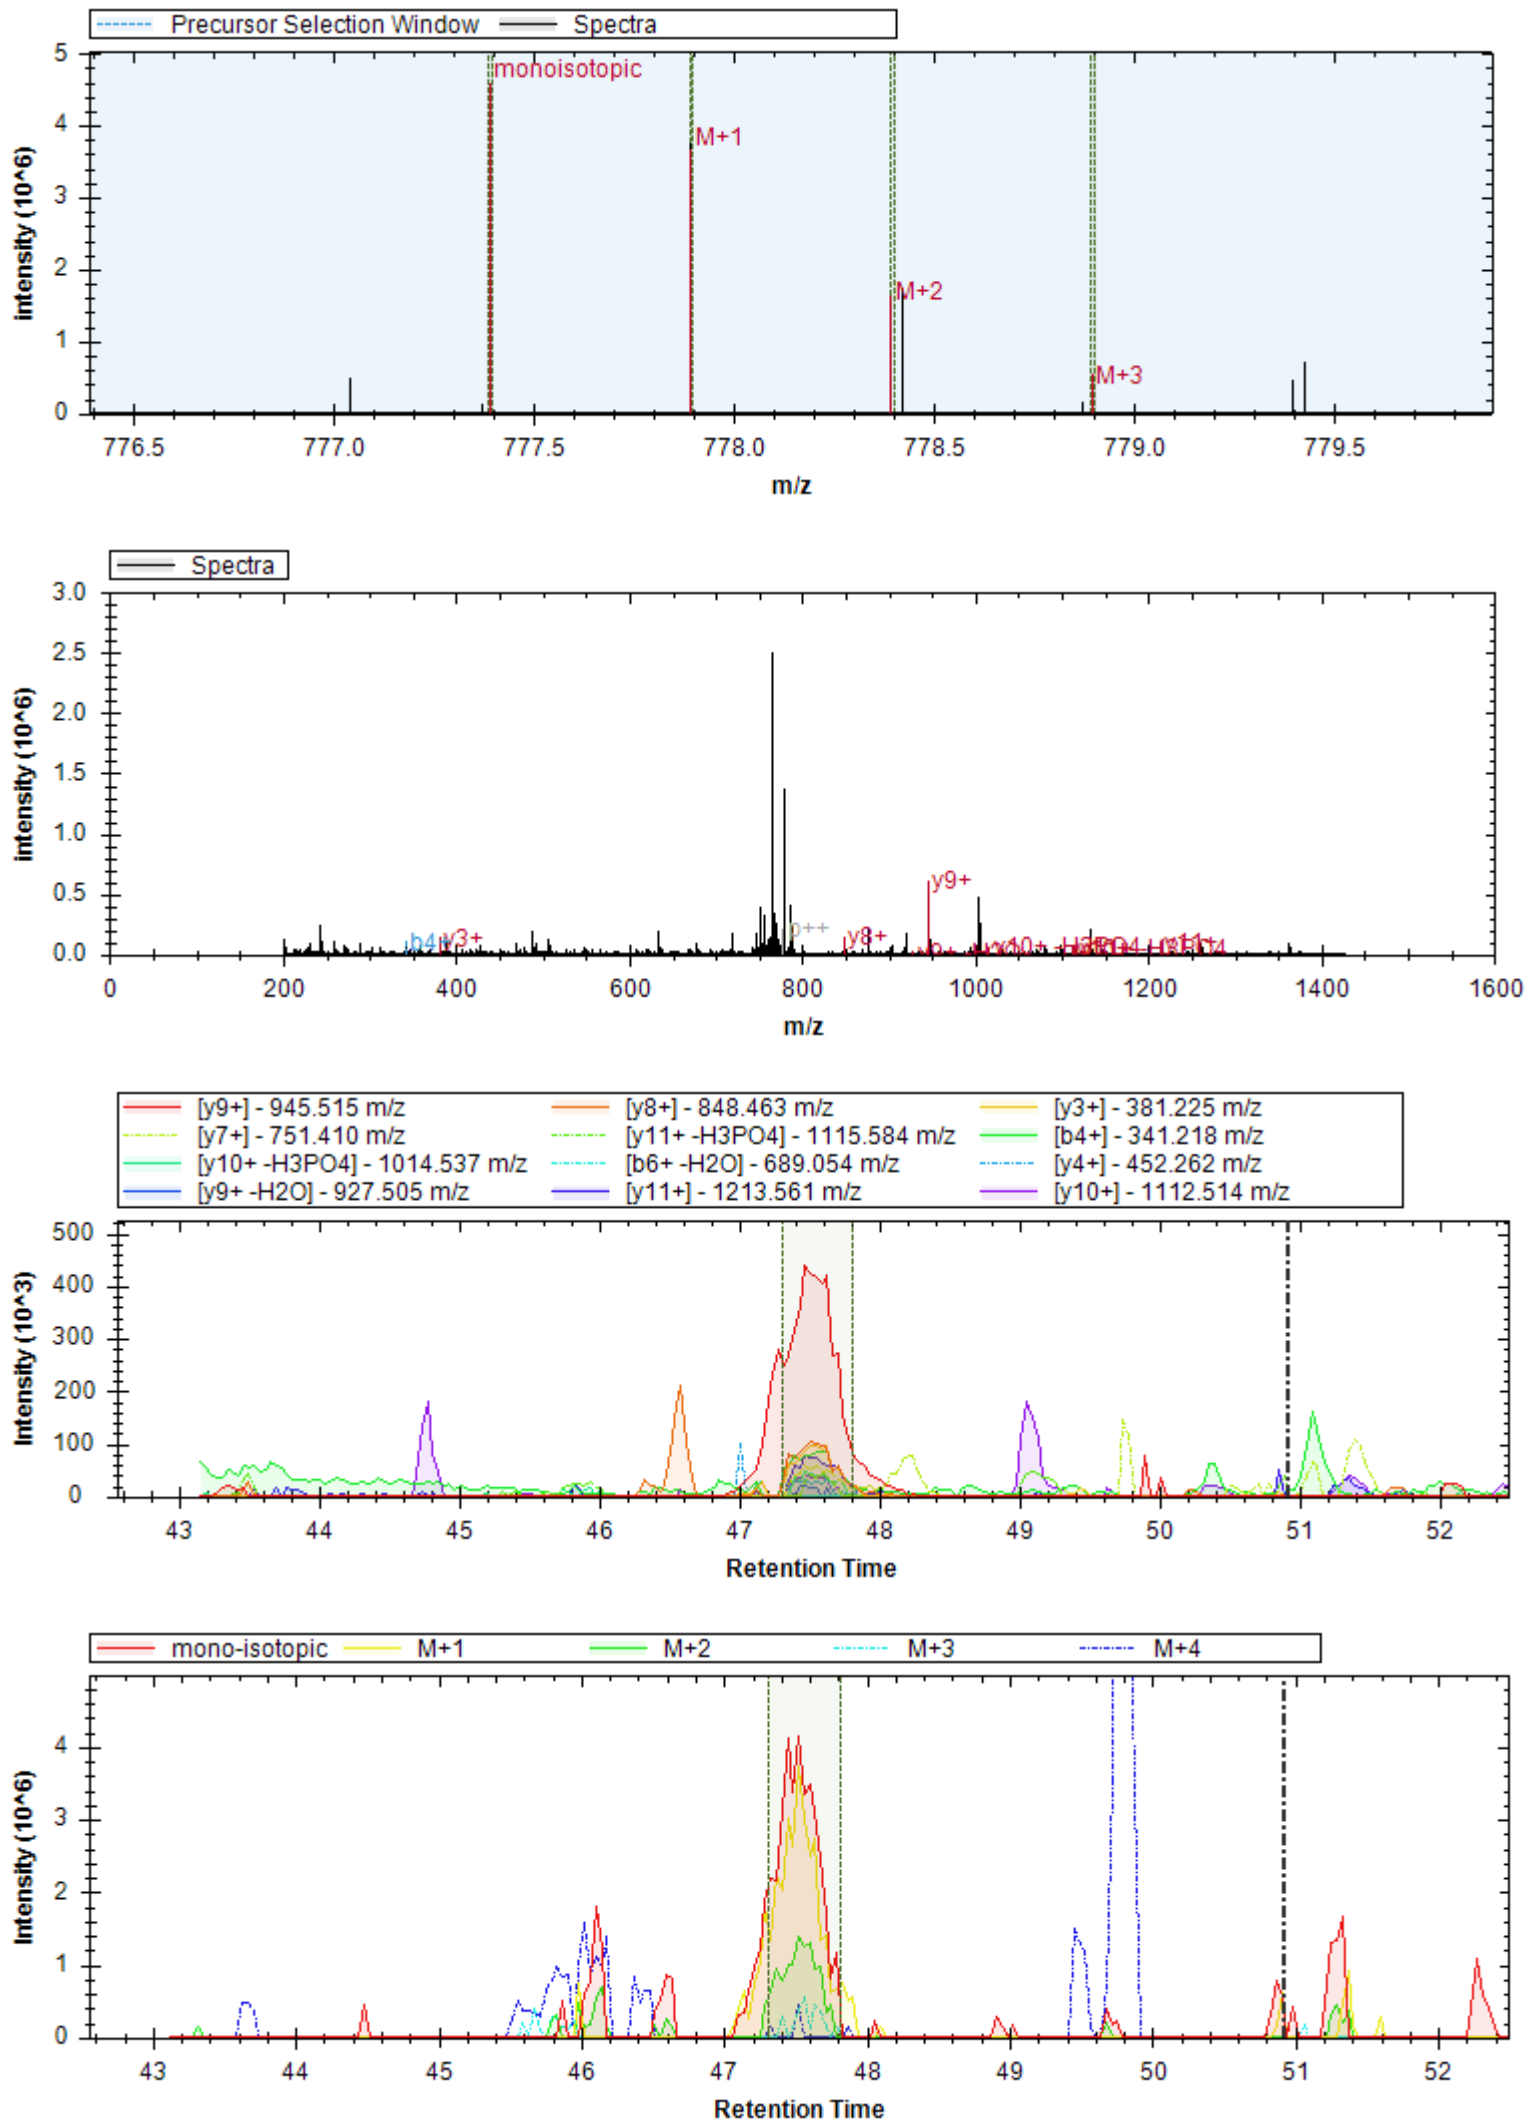 Precursor Selection Window Spectra
5
monoisotopic
4
M+1
3
2
M+2
1
M+3
0
776.5 777.0 777.5 778.0 778.5 779.0 779.5
intensity (10^6)
m/z
Spectra
3.0
2.5
2.0
1.5
1.0
0.5
0.0
b4+ y3+ p++ y8+ y9+ y11+
0 200 400 600 800 1000 1200 1400 1600
intensity (10^6)
m/z
[y9+] - 945.515 m/z [y8+] - 848.463 m/z [y3+] - 381.225 m/z
[y7+] - 751.410 m/z [y11+ -H3PO4] - 1115.584 m/z [b4+] - 341.218 m/z
[y10+ -H3PO4] - 1014.537 m/z [b6+ -H2O] - 689.054 m/z [y4+] - 452.262 m/z
[y9+ -H2O] - 927.505 m/z [y11+] - 1213.561 m/z [y10+] - 1112.514 m/z
500
400
300
200
100
0
43 44 45 46 47 48 49 50 51 52
Intensity (10^3)
Retention Time
mono-isotopic M+1 M+2 M+3 M+4
4
3
2
1
0
43 44 45 46 47 48 49 50 51 52
Intensity (10^6)
Retention Time